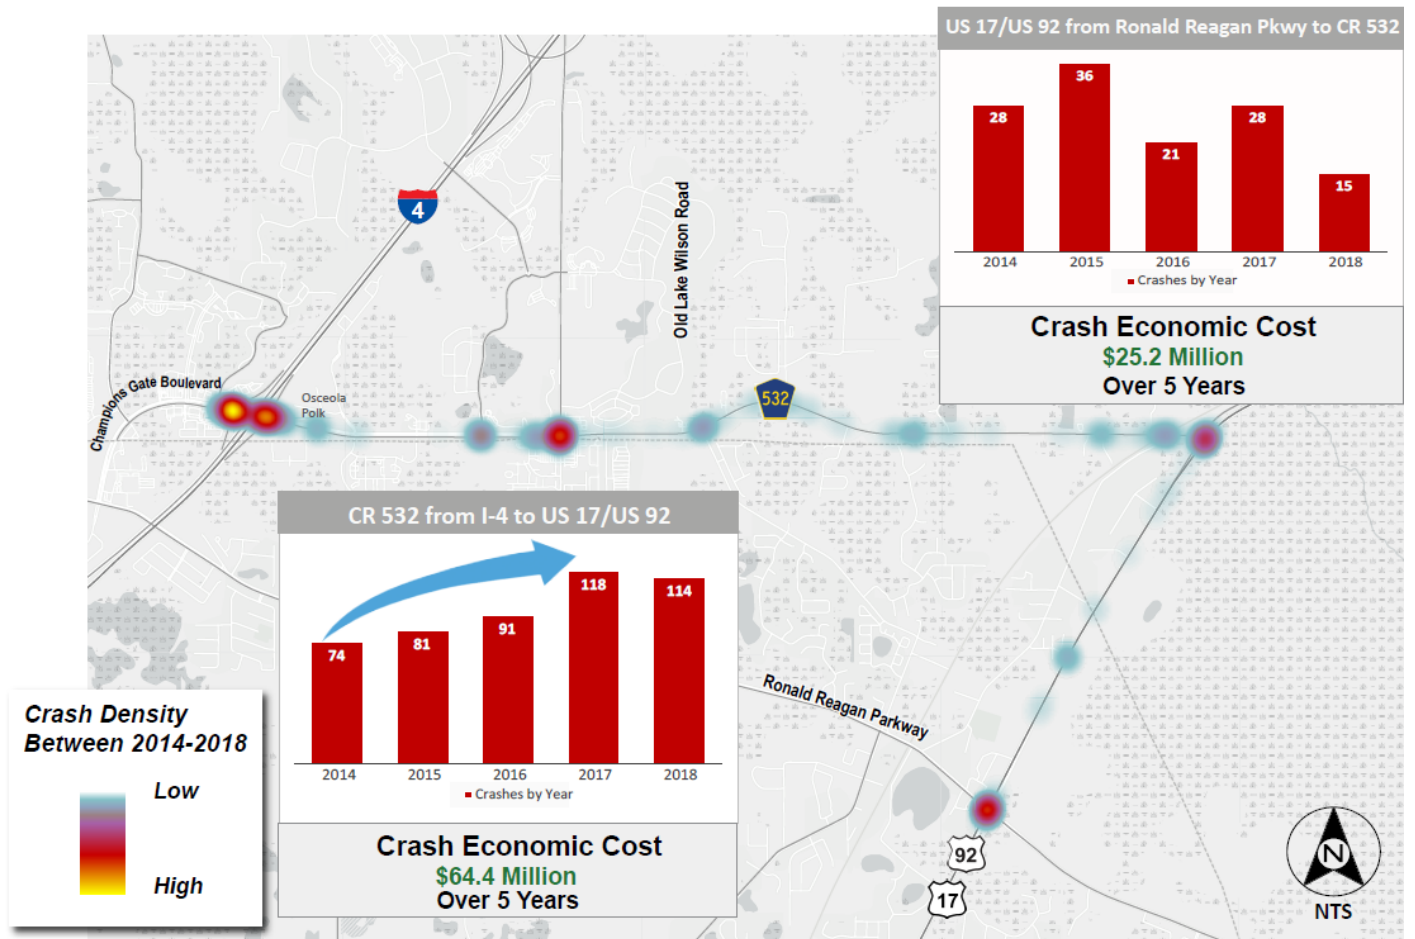 US 17/US 92 from Ronald Reagan Pkwy to CR 532
28
36
21
28
15
2014 2015 2016 2017 2018
Crashes by Year
Crash Economic Cost
$25.2 Million
Over 5 Years
4
Old Lake Wilson Road
Champions Gate Boulevard
Osceola
Polk
532
CR 532 from I-4 to US 17/US 92
74
81
91
118
114
2014 2015 2016 2017 2018
Crashes by Year
Crash Economic Cost
$64.4 Million
Over 5 Years
Ronald Reagan Parkway
92
17
Crash Density
Between 2014-2018
Low
High
N
NTS